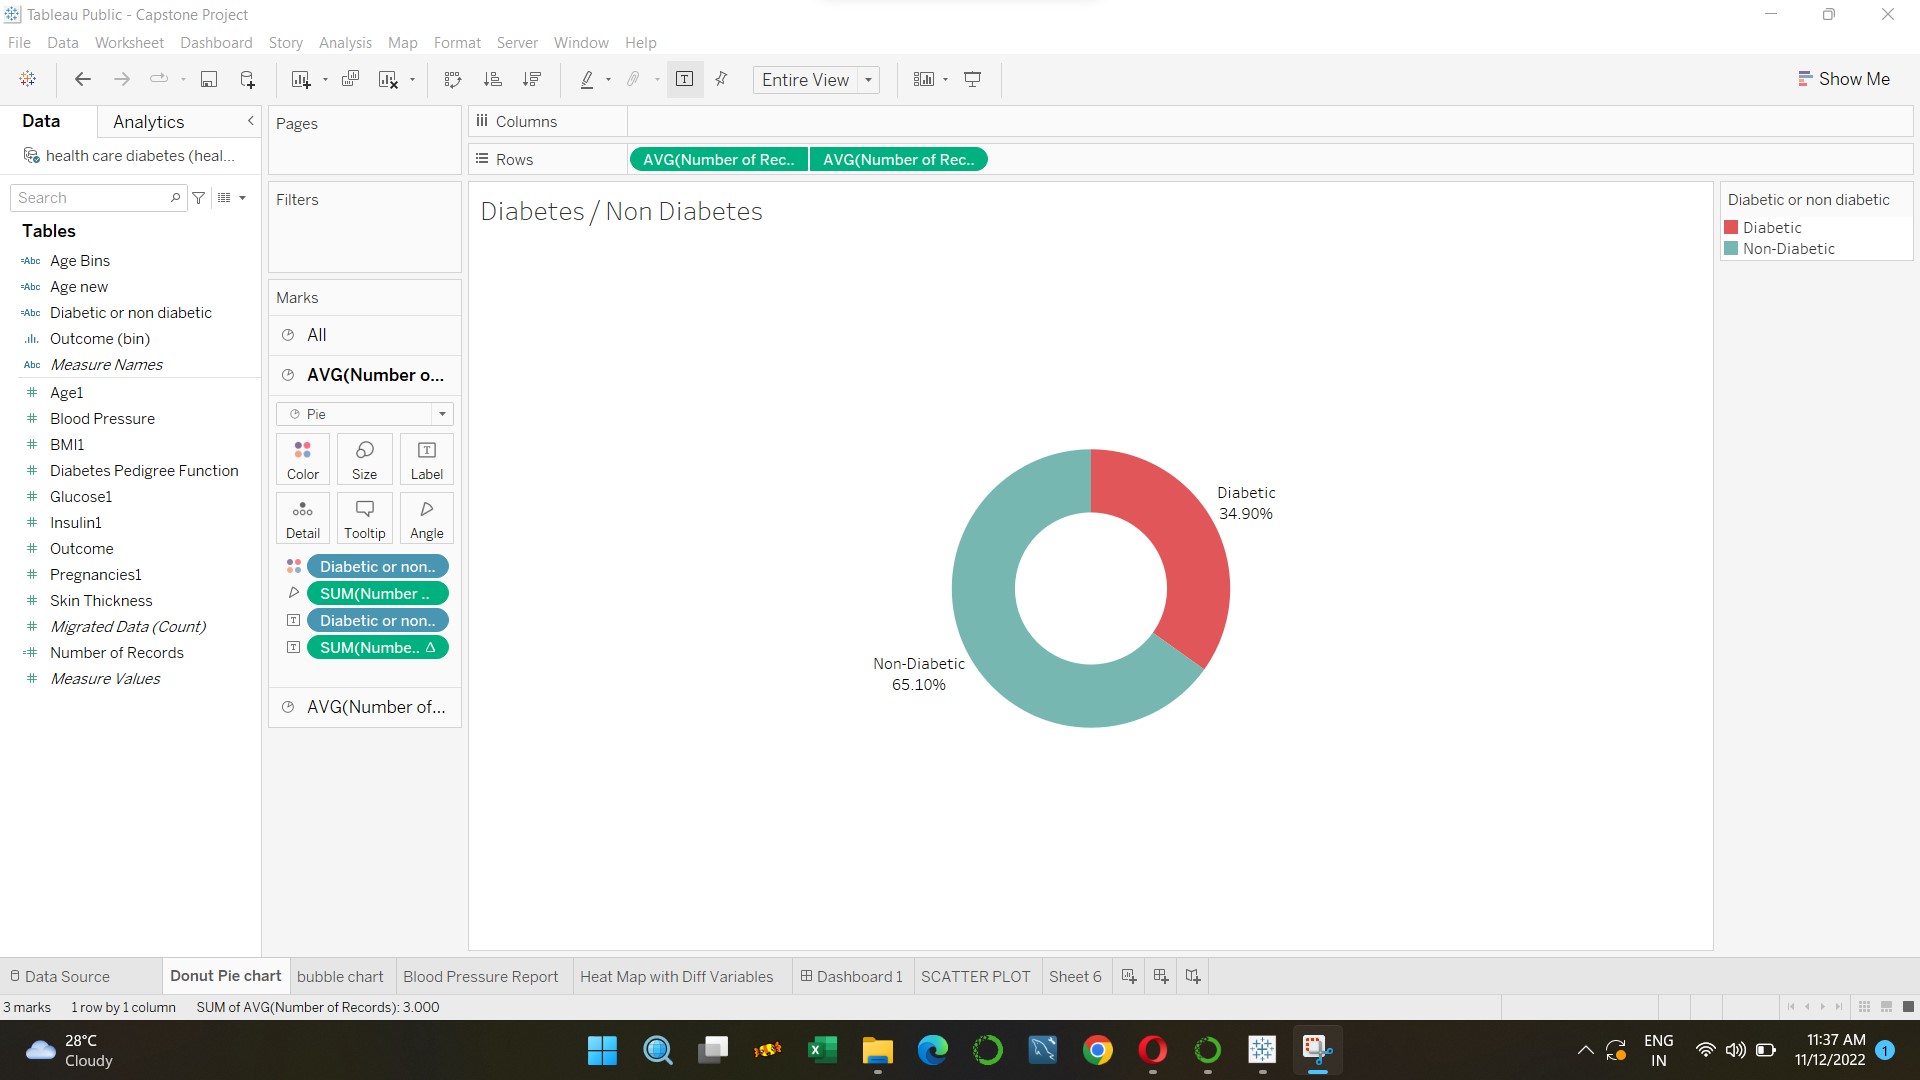 Tableau Public - Capstone Project
File Data Worksheet Dashboard Story Analysis Map Format Server Window Help
Entire View
Show Me
Data Analytics
health care diabetes (heal...
Search
Tables
Abc Age Bins
Abc Age new
Abc Diabetic or non diabetic
Outcome (bin)
Abc Measure Names
Age1
Blood Pressure
BMI1
Diabetes Pedigree Function
Glucose1
Insulin1
Outcome
Pregnancies1
Skin Thickness
Migrated Data (Count)
Number of Records
Measure Values
Pages
Filters
Marks
All
AVG(Number o...
Pie
Color Size Label
Detail Tooltip Angle
Diabetic or non..
SUM(Number ..
Diabetic or non..
SUM(Numbe.. Δ
AVG(Number of...
Columns
Rows AVG(Number of Rec.. AVG(Number of Rec..
Diabetes / Non Diabetes
Diabetic
34.90%
Non-Diabetic
65.10%
Diabetic or non diabetic
Diabetic
Non-Diabetic
Data Source Donut Pie chart bubble chart Blood Pressure Report Heat Map with Diff Variables Dashboard 1 SCATTER PLOT Sheet 6
3 marks 1 row by 1 column SUM of AVG(Number of Records): 3.000
28°C
Cloudy
ENG
IN
11:37 AM
11/12/2022
1